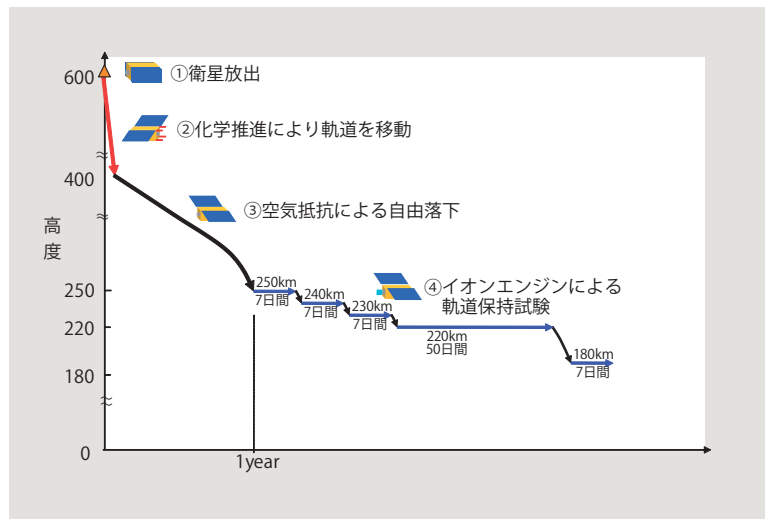 600
①衛星放出
②化学推進により軌道を移動
400
③空気抵抗による自由落下
高
度
250
250km
7日間
240km
7日間
230km
7日間
④イオンエンジンによる
軌道保持試験
220
220km
50日間
180
180km
7日間
0
1year